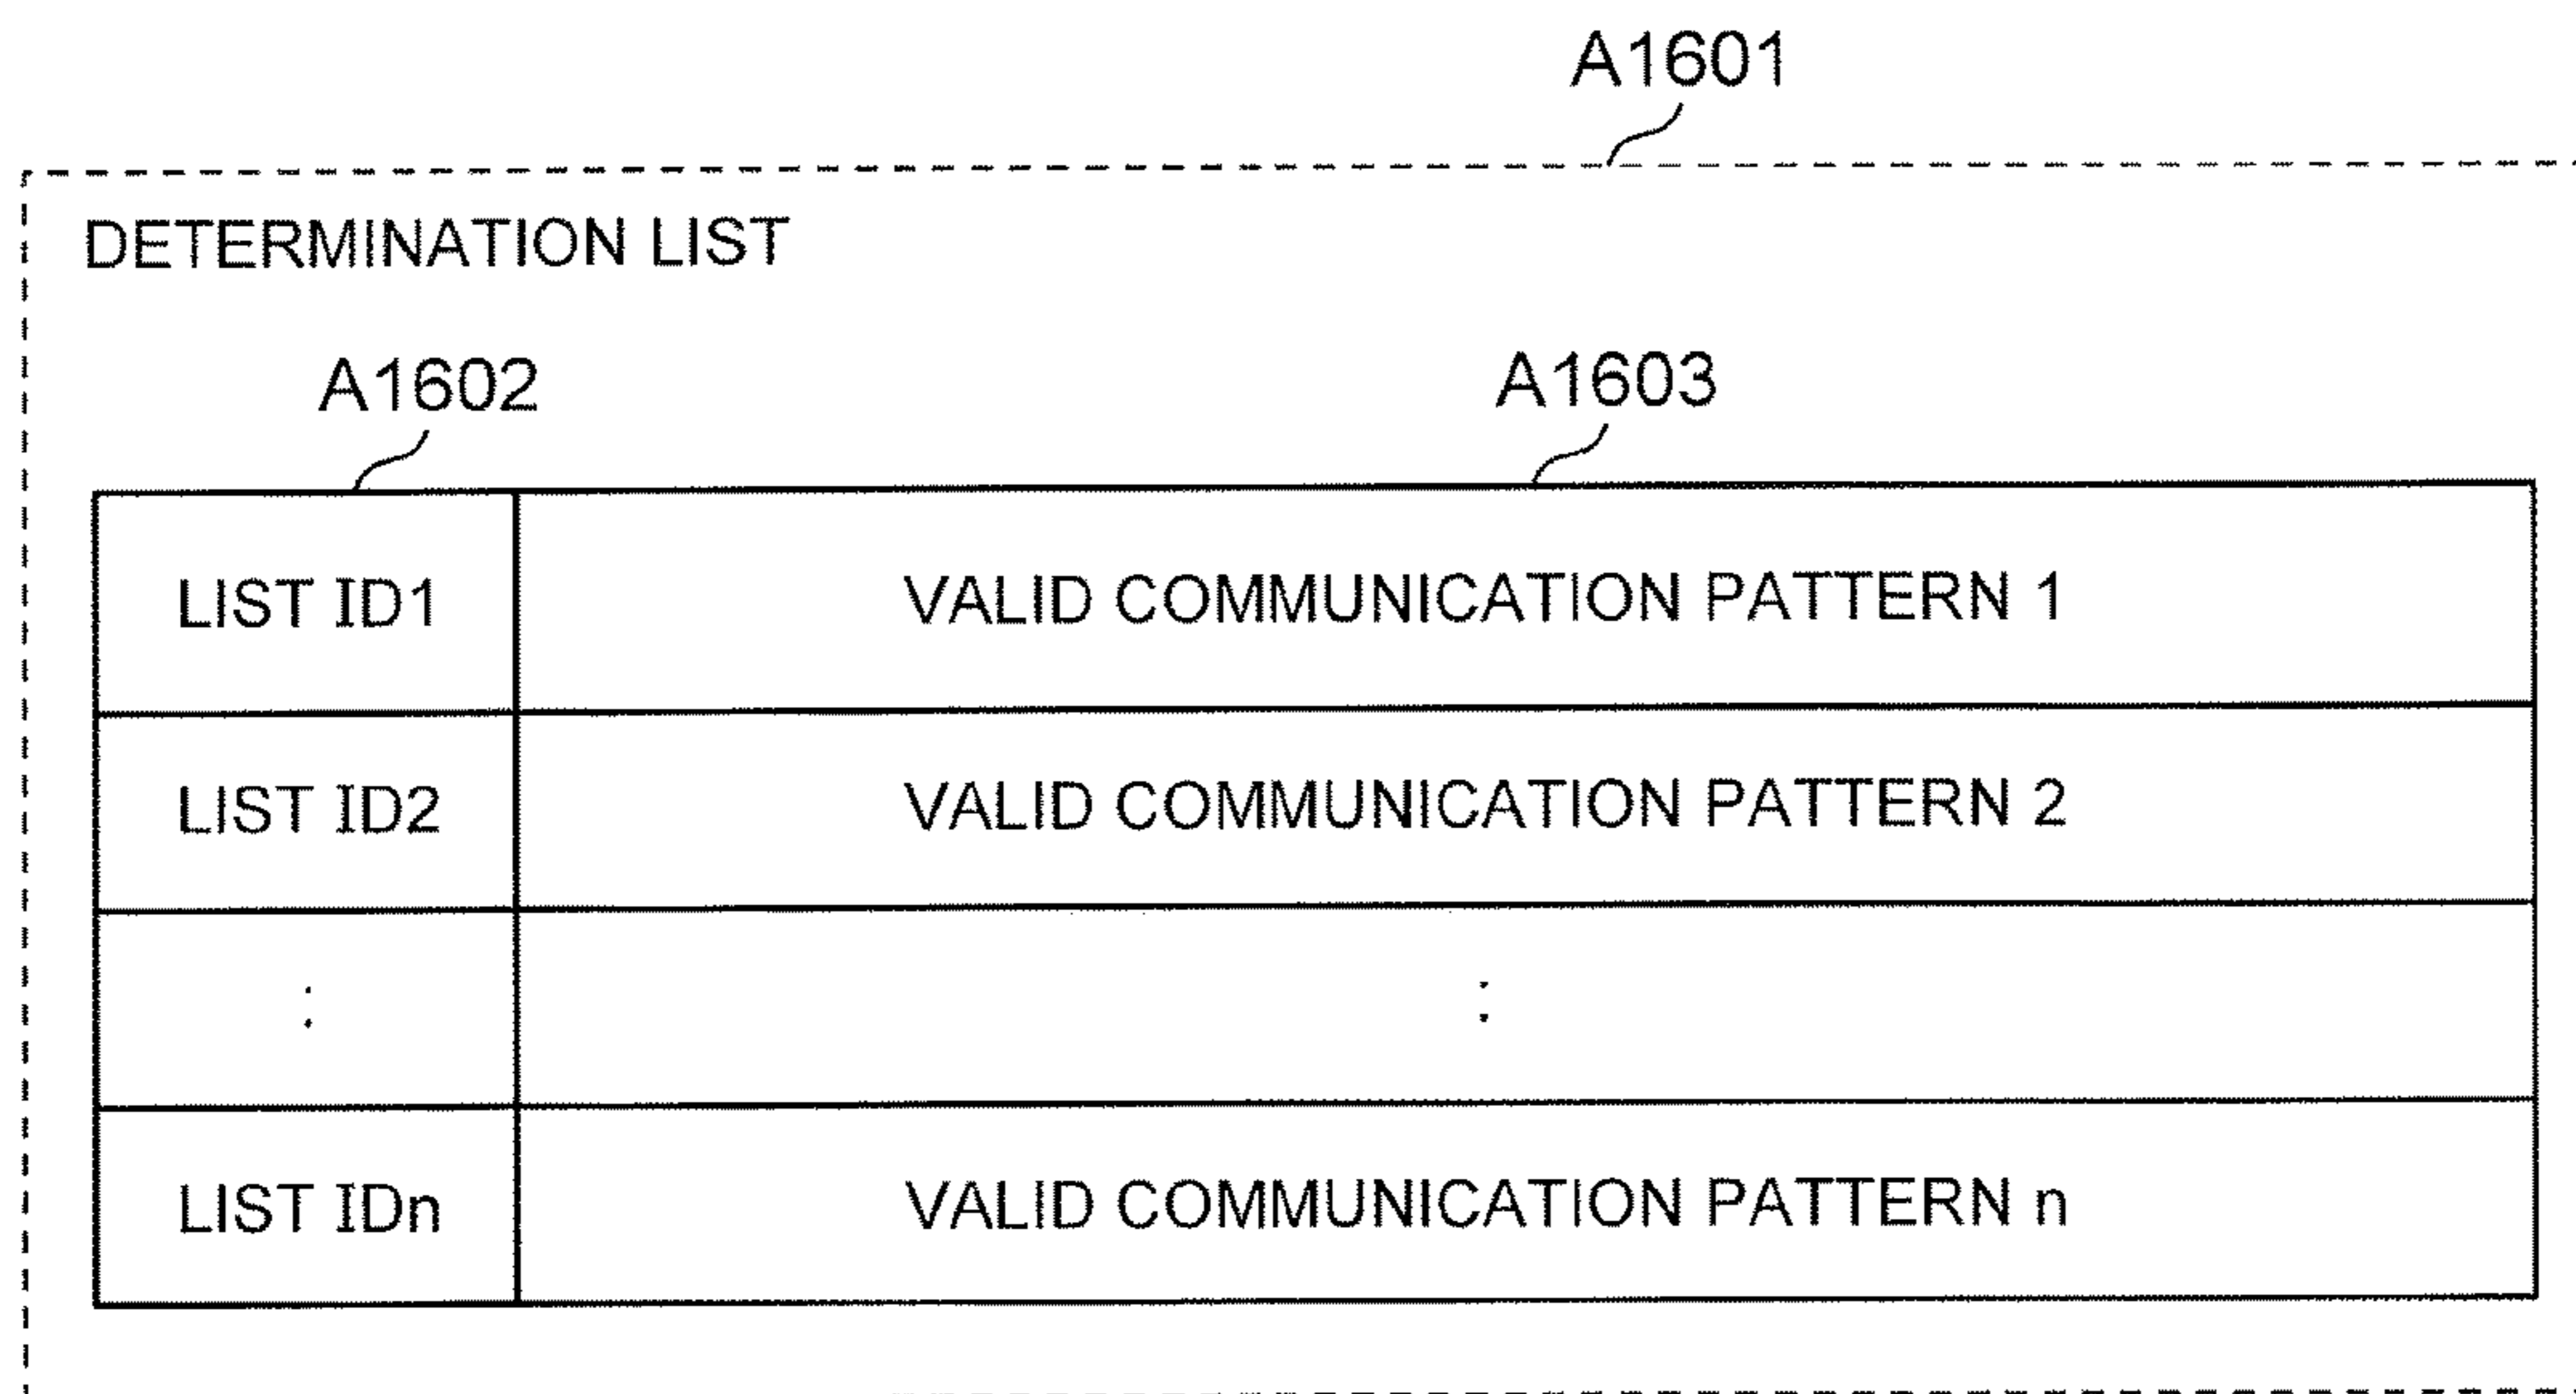 A1601
DETERMINATION LIST
A1602 A1603
LIST ID1 VALID COMMUNICATION PATTERN 1
LIST ID2 VALID COMMUNICATION PATTERN 2
: :
LIST IDn VALID COMMUNICATION PATTERN n